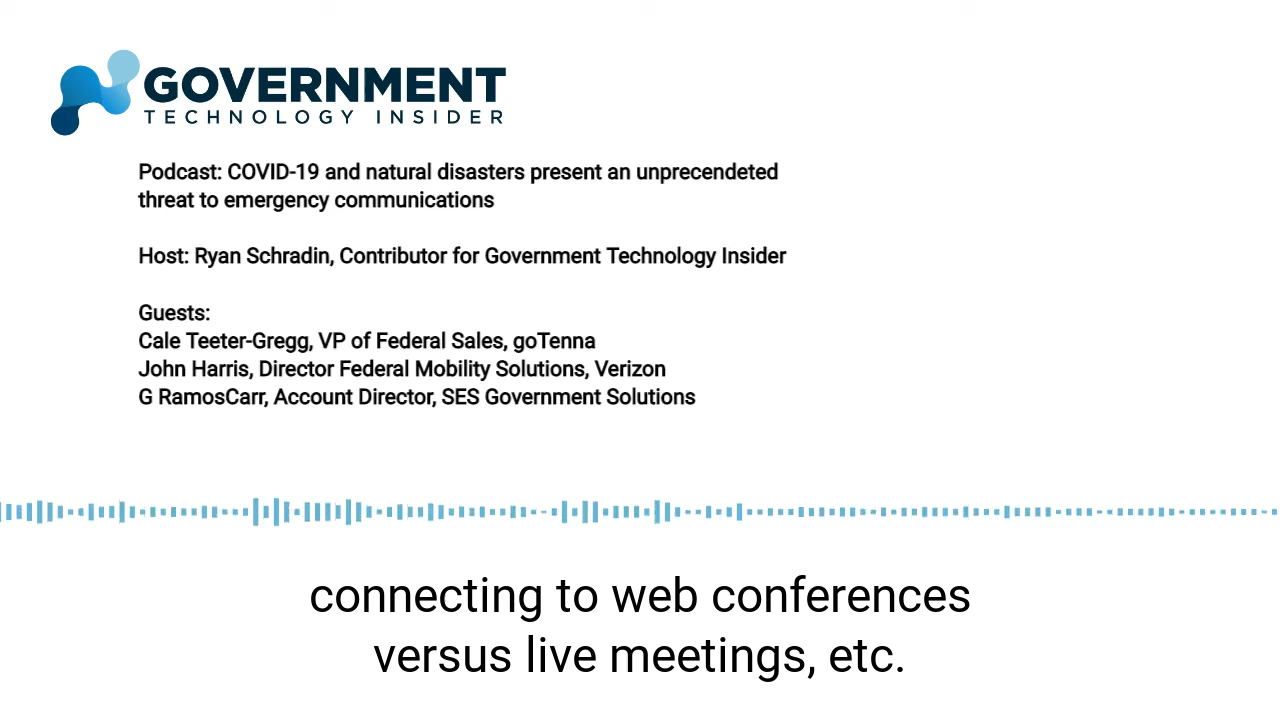 GOVERNMENT
TECHNOLOGY INSIDER
Podcast: COVID-19 and natural disasters present an unprecendeted
threat to emergency communications
Host: Ryan Schradin, Contributor for Government Technology Insider
Guests:
Cale Teeter-Gregg, VP of Federal Sales, goTenna
John Harris, Director Federal Mobility Solutions, Verizon
G RamosCarr, Account Director, SES Government Solutions
connecting to web conferences
versus live meetings, etc.